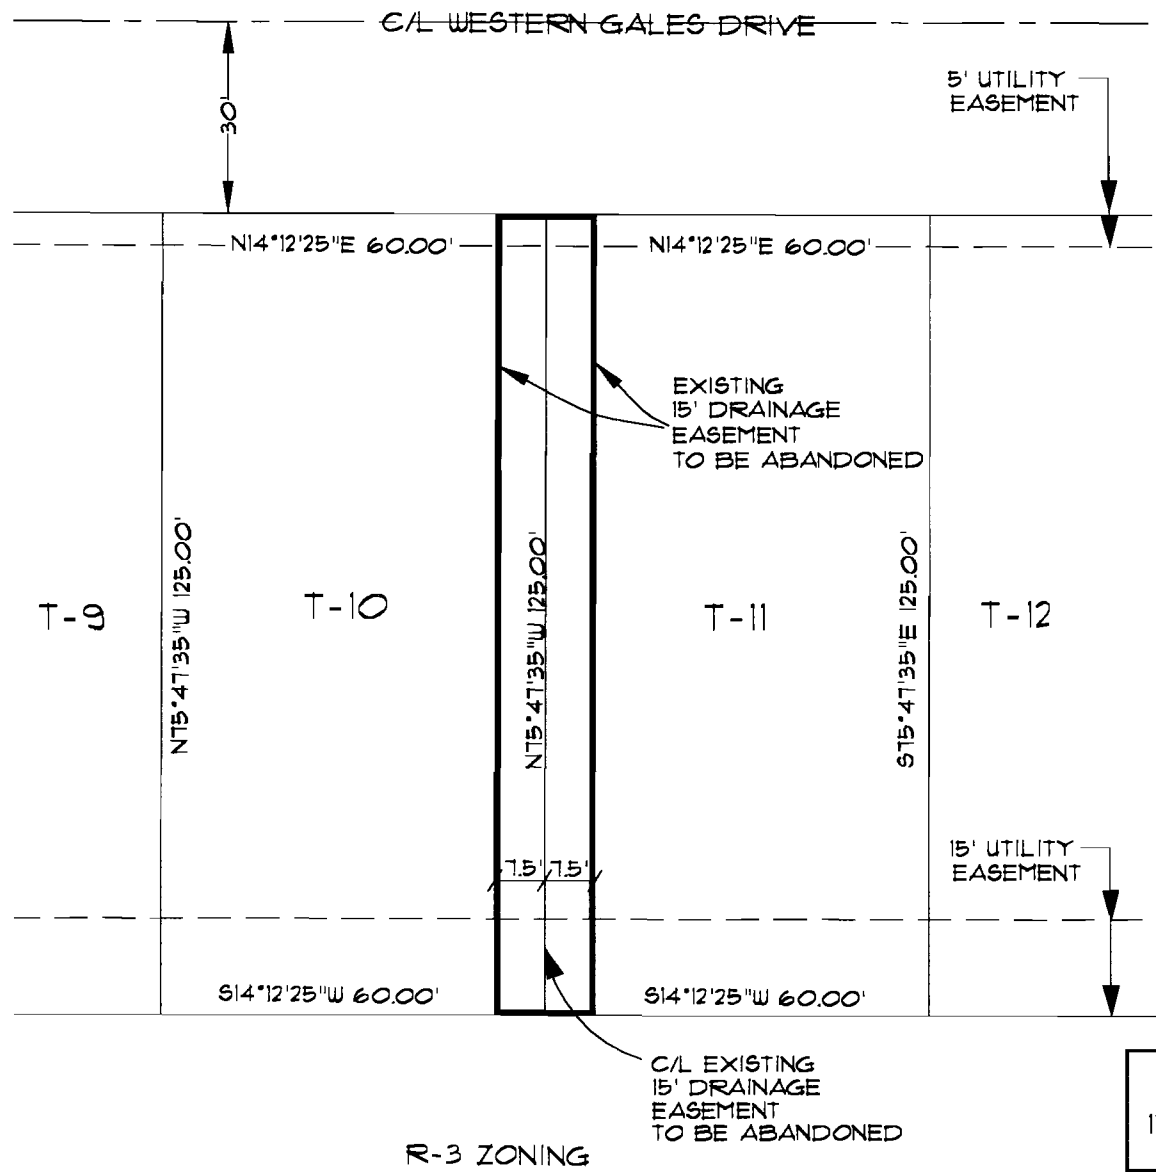 C/L WESTERN GALES DRIVE
30'
5' UTILITY
EASEMENT
N14°12'25"E 60.00'
N14°12'25"E 60.00'
EXISTING
15' DRAINAGE
EASEMENT
TO BE ABANDONED
T-9
N75°47'35"W 125.00'
T-10
N75°47'35"W 125.00'
T-11
S75°47'35"E 125.00'
T-12
7.5'
7.5'
15' UTILITY
EASEMENT
S14°12'25"W 60.00'
S14°12'25"W 60.00'
C/L EXISTING
15' DRAINAGE
EASEMENT
TO BE ABANDONED
R-3 ZONING